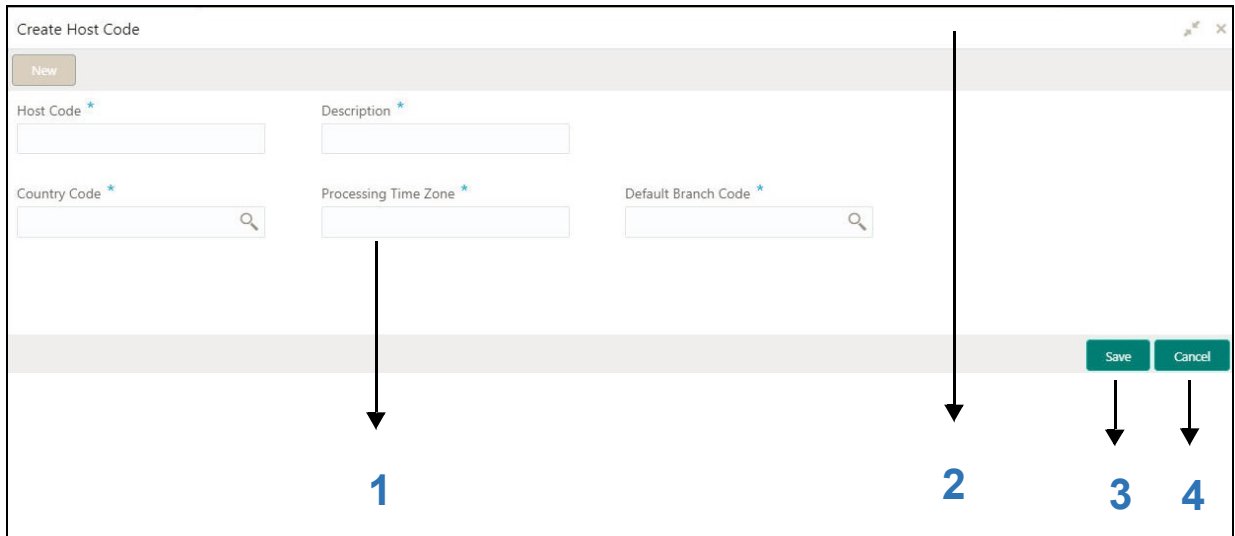 Create Host Code
New
Host Code * Description *
Country Code * Processing Time Zone * Default Branch Code *
Save Cancel
1 2 3 4